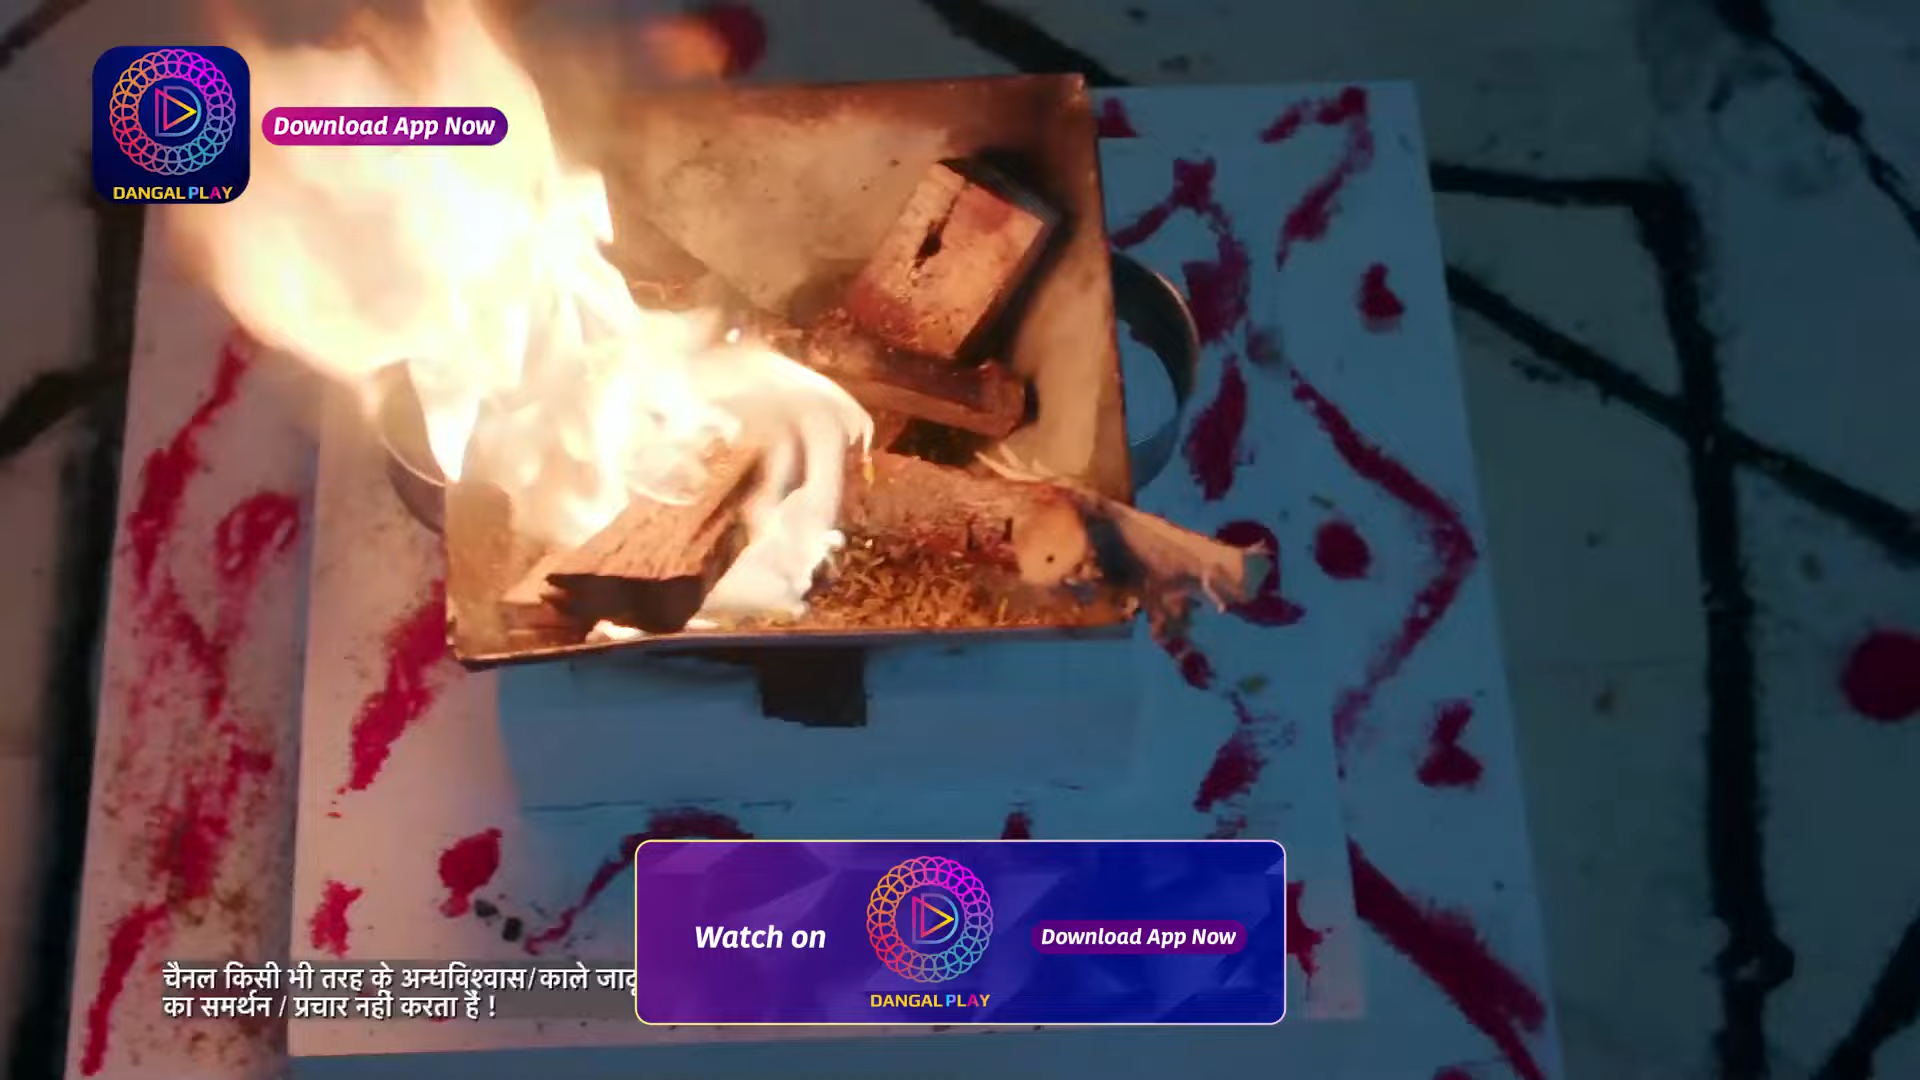 DANGAL PLAY
Download App Now
चैनल किसी भी तरह के अन्धविश्वास/काले जादू
का समर्थन / प्रचार नहीं करता है !
Watch on
DANGAL PLAY
Download App Now